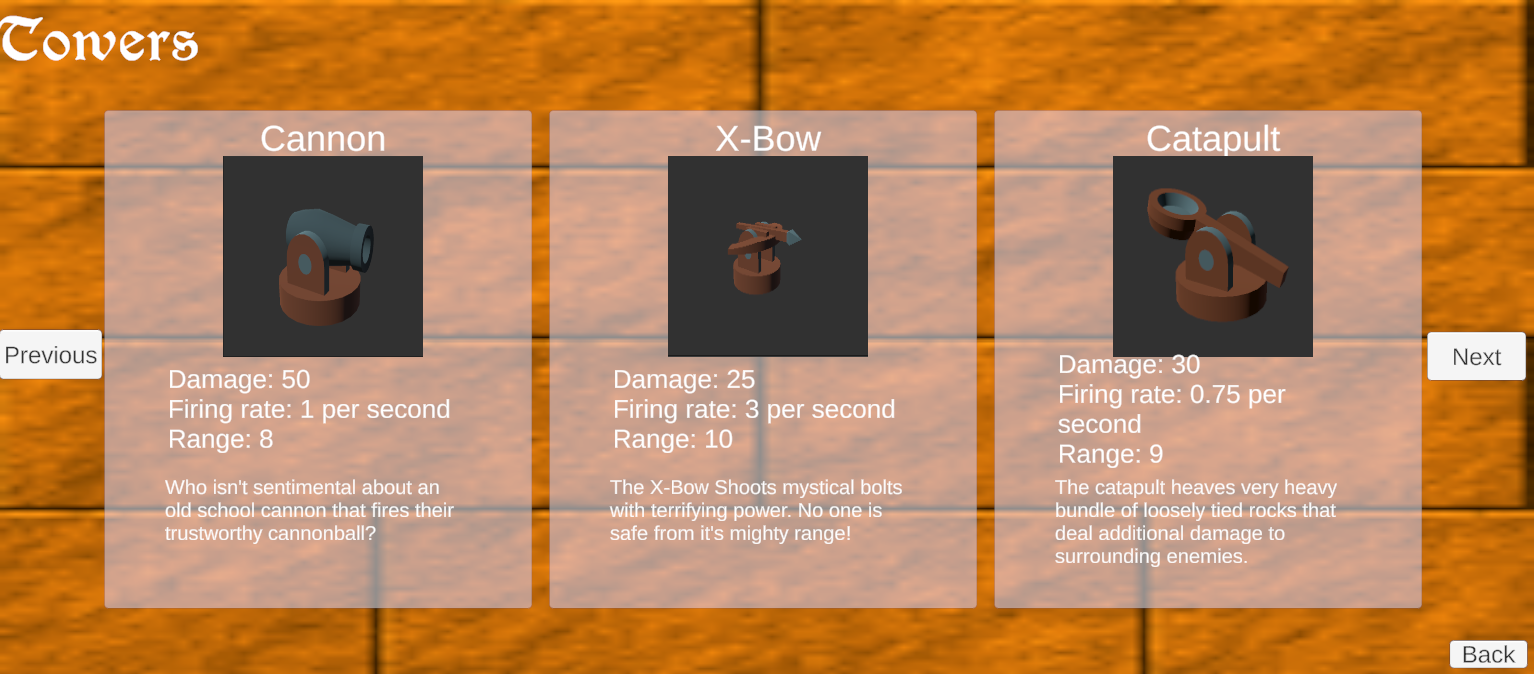 Towers
Cannon
Damage: 50
Firing rate: 1 per second
Range: 8
Who isn't sentimental about an
old school cannon that fires their
trustworthy cannonball?
X-Bow
Damage: 25
Firing rate: 3 per second
Range: 10
The X-Bow Shoots mystical bolts
with terrifying power. No one is
safe from it's mighty range!
Catapult
Damage: 30
Firing rate: 0.75 per
second
Range: 9
The catapult heaves very heavy
bundle of loosely tied rocks that
deal additional damage to
surrounding enemies.
Previous
Next
Back